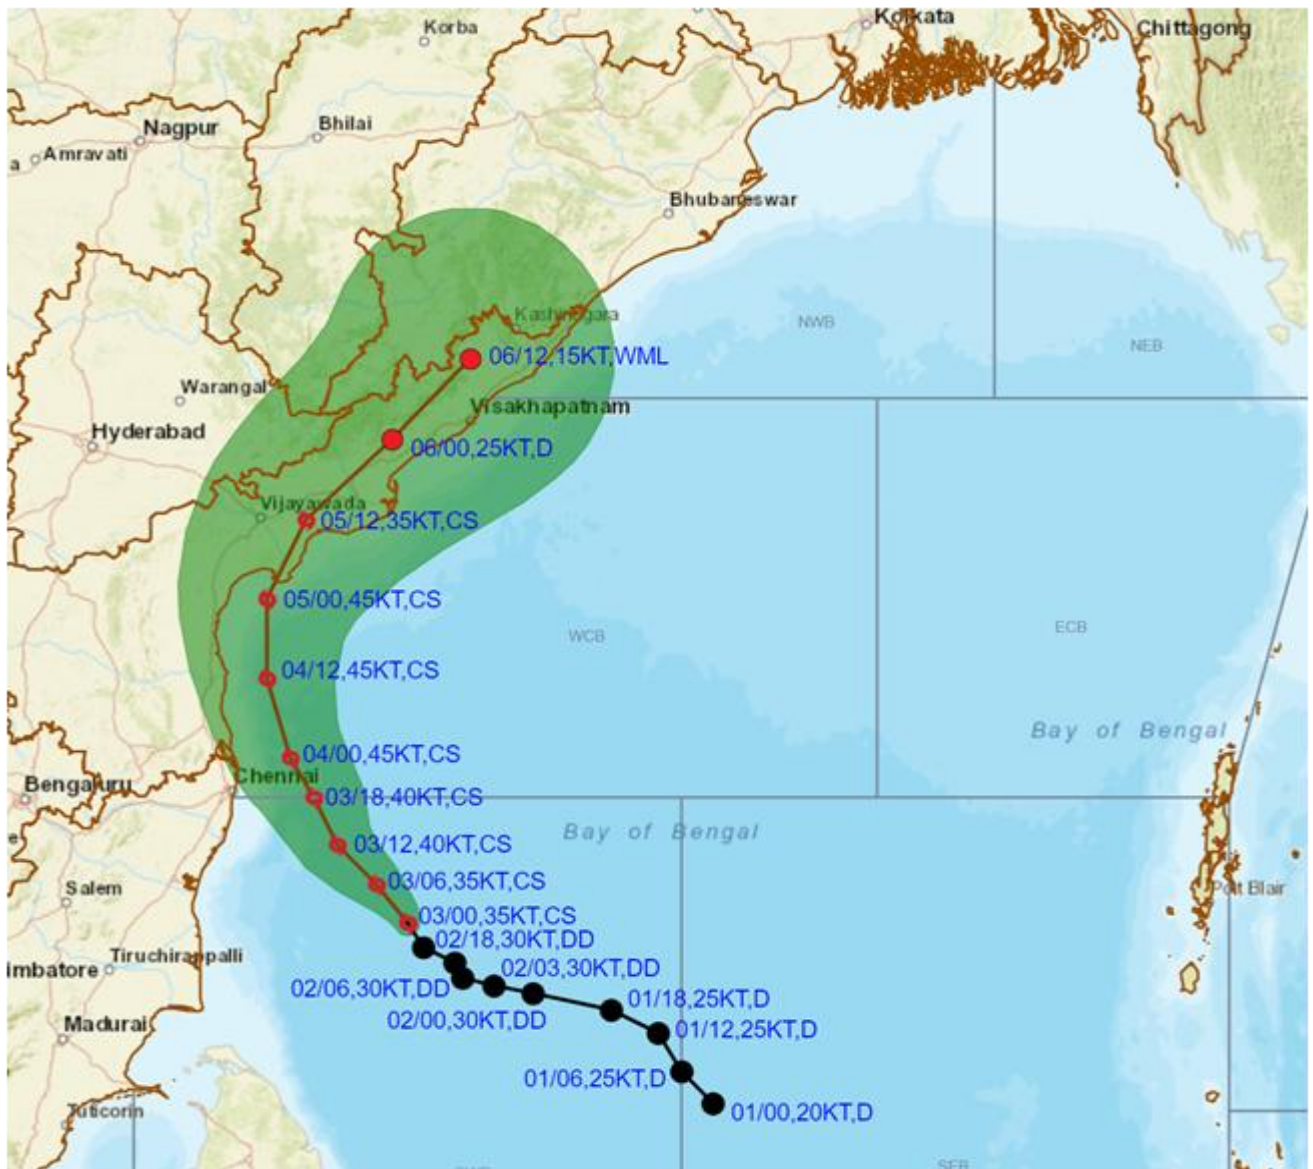 Korba
Kolkata
Chittagong
Nagpur
Bhilai
a
Amravati
Bhubaneswar
Kashinagara
NWB
NEB
06/12,15KT,WML
Warangal
Visakhapatnam
Hyderabad
06/00,25KT,D
Vijayawada
05/12,35KT,CS
05/00,45KT,CS
WCB
ECB
04/12,45KT,CS
Bay of Bengal
04/00,45KT,CS
Chennai
Bengaluru
03/18,40KT,CS
Bay of Bengal
e
03/12,40KT,CS
03/06,35KT,CS
Salem
Port Blair
03/00,35KT,CS
02/18,30KT,DD
Tiruchirappalli
imbatore
02/03,30KT,DD
02/06,30KT,DD
01/18,25KT,D
02/00,30KT,DD
Madurai
01/12,25KT,D
01/06,25KT,D
Tuticorin
01/00,20KT,D
SEB